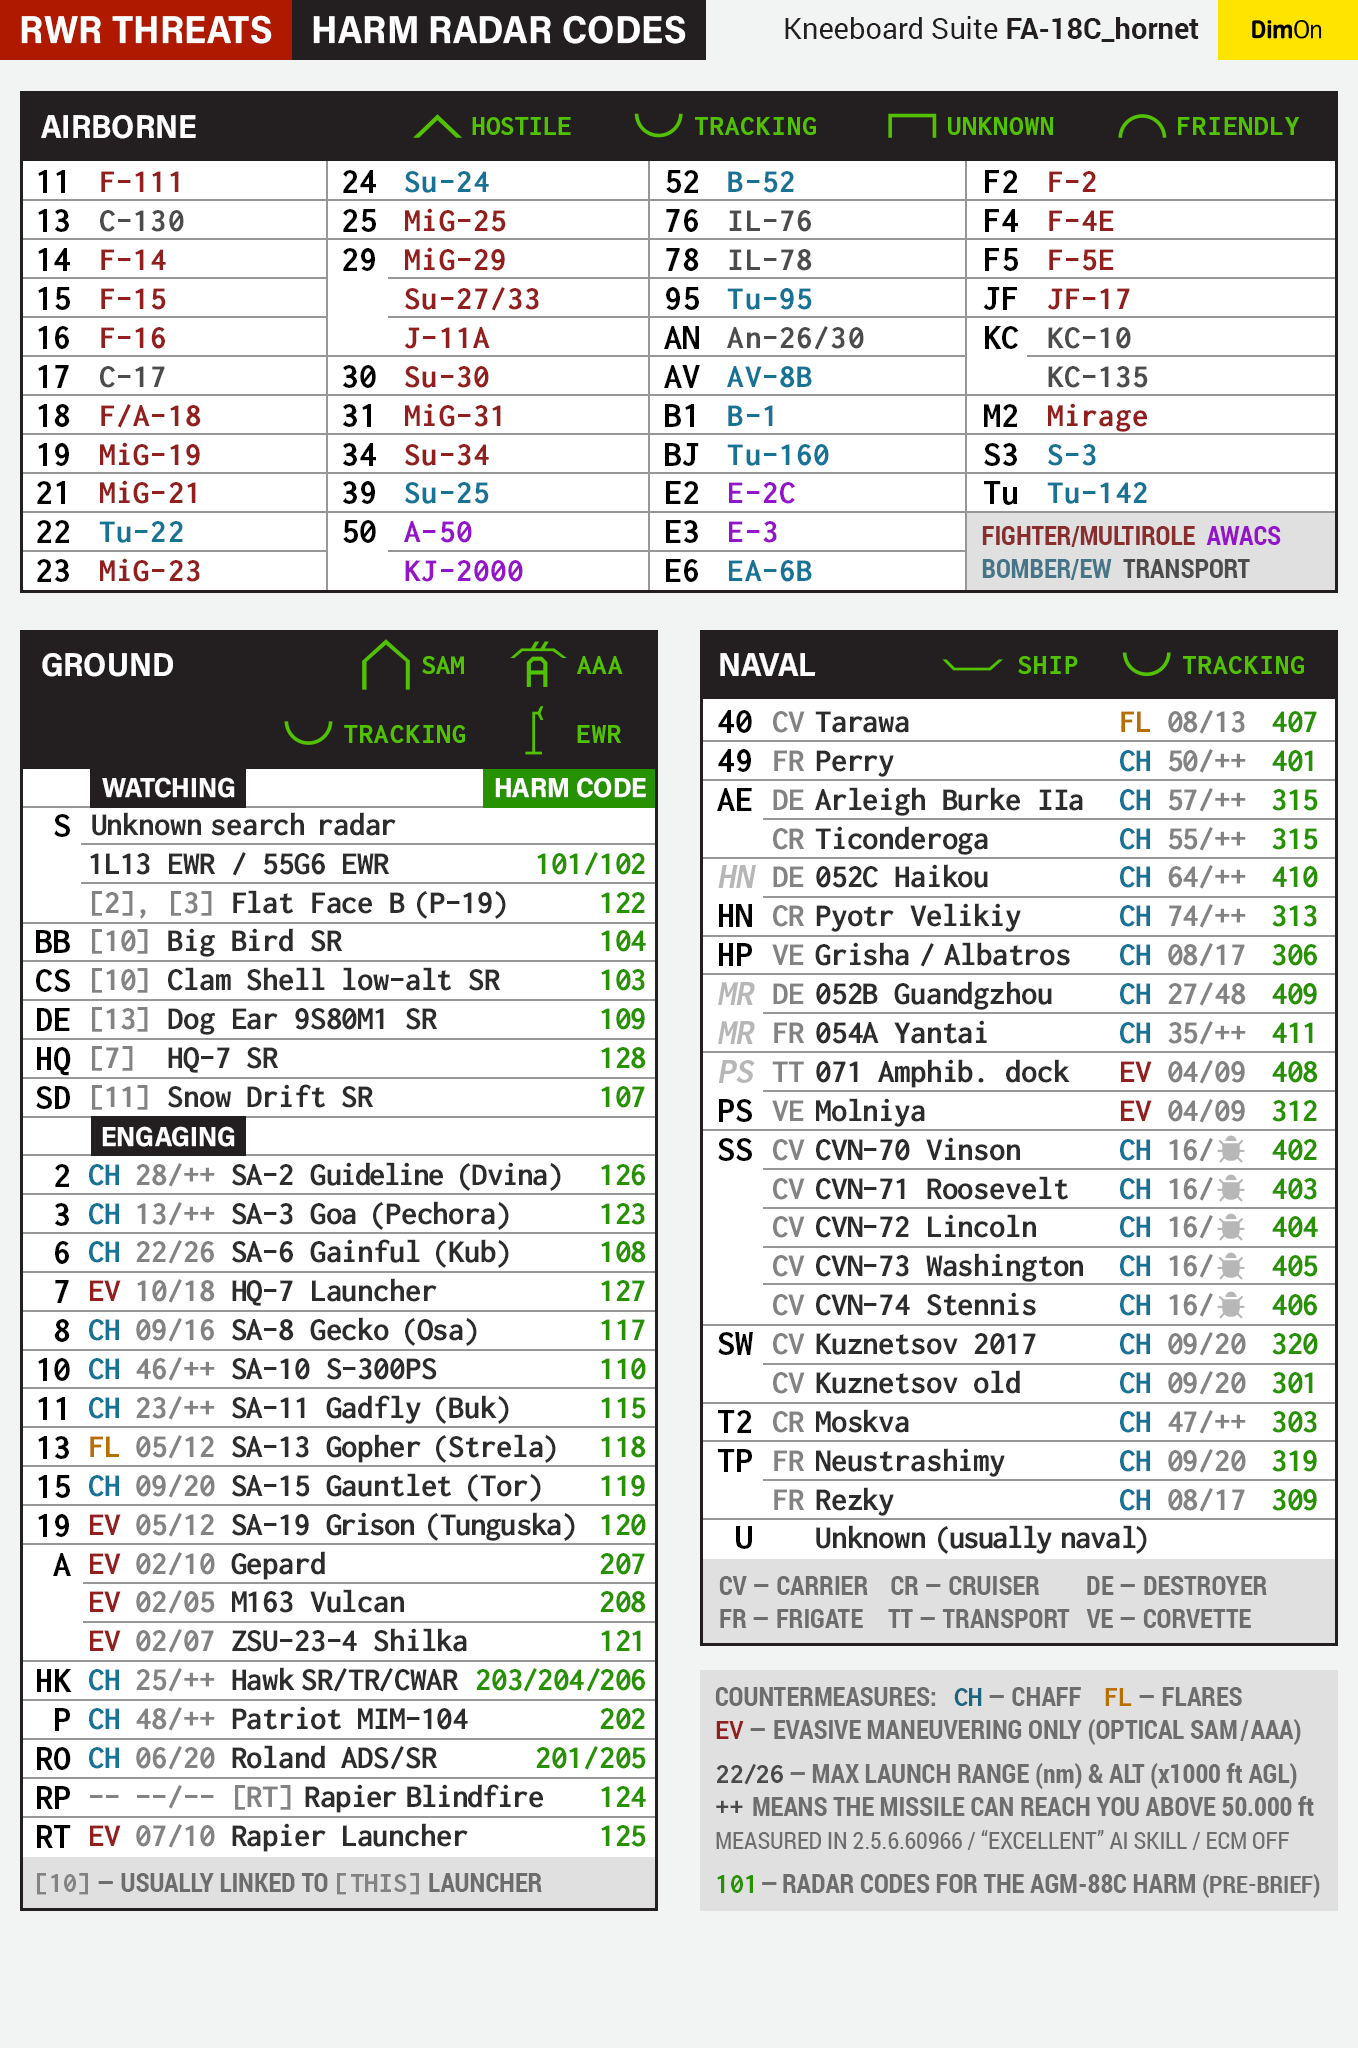 RWR THREATS HARM RADAR CODES Kneeboard Suite FA-18C_hornet DimOn
AIRBORNE HOSTILE TRACKING UNKNOWN FRIENDLY
11 F-111 24 Su-24 52 B-52 F2 F-2
13 C-130 25 MiG-25 76 IL-76 F4 F-4E
14 F-14 29 MiG-29 78 IL-78 F5 F-5E
15 F-15 Su-27/33 95 Tu-95 JF JF-17
16 F-16 J-11A AN An-26/30 KC KC-10
17 C-17 30 Su-30 AV AV-8B KC-135
18 F/A-18 31 MiG-31 B1 B-1 M2 Mirage
19 MiG-19 34 Su-34 BJ Tu-160 S3 S-3
21 MiG-21 39 Su-25 E2 E-2C Tu Tu-142
22 Tu-22 50 A-50 E3 E-3 FIGHTER/MULTIROLE AWACS
23 MiG-23 KJ-2000 E6 EA-6B BOMBER/EW TRANSPORT
GROUND SAM A AAA
TRACKING EWR
WATCHING HARM CODE
S Unknown search radar
1L13 EWR / 55G6 EWR 101/102
[2], [3] Flat Face B (P-19) 122
BB [10] Big Bird SR 104
CS [10] Clam Shell low-alt SR 103
DE [13] Dog Ear 9S80M1 SR 109
HQ [7] HQ-7 SR 128
SD [11] Snow Drift SR 107
ENGAGING
2 CH 28/++ SA-2 Guideline (Dvina) 126
3 CH 13/++ SA-3 Goa (Pechora) 123
6 CH 22/26 SA-6 Gainful (Kub) 108
7 EV 10/18 HQ-7 Launcher 127
8 CH 09/16 SA-8 Gecko (Osa) 117
10 CH 46/++ SA-10 S-300PS 110
11 CH 23/++ SA-11 Gadfly (Buk) 115
13 FL 05/12 SA-13 Gopher (Strela) 118
15 CH 09/20 SA-15 Gauntlet (Tor) 119
19 EV 05/12 SA-19 Grison (Tunguska) 120
A EV 02/10 Gepard 207
EV 02/05 M163 Vulcan 208
EV 02/07 ZSU-23-4 Shilka 121
HK CH 25/++ Hawk SR/TR/CWAR 203/204/206
P CH 48/++ Patriot MIM-104 202
RO CH 06/20 Roland ADS/SR 201/205
RP -- --/-- [RT] Rapier Blindfire 124
RT EV 07/10 Rapier Launcher 125
[10] – USUALLY LINKED TO [THIS] LAUNCHER
NAVAL SHIP TRACKING
40 CV Tarawa FL 08/13 407
49 FR Perry CH 50/++ 401
AE DE Arleigh Burke IIa CH 57/++ 315
CR Ticonderoga CH 55/++ 315
HN DE 052C Haikou CH 64/++ 410
HN CR Pyotr Velikiy CH 74/++ 313
HP VE Grisha / Albatros CH 08/17 306
MR DE 052B Guandgzhou CH 27/48 409
MR FR 054A Yantai CH 35/++ 411
PS TT 071 Amphib. dock EV 04/09 408
PS VE Molniya EV 04/09 312
SS CV CVN-70 Vinson CH 16/ 402
CV CVN-71 Roosevelt CH 16/ 403
CV CVN-72 Lincoln CH 16/ 404
CV CVN-73 Washington CH 16/ 405
CV CVN-74 Stennis CH 16/ 406
SW CV Kuznetsov 2017 CH 09/20 320
CV Kuznetsov old CH 09/20 301
T2 CR Moskva CH 47/++ 303
TP FR Neustrashimy CH 09/20 319
FR Rezky CH 08/17 309
U Unknown (usually naval)
CV – CARRIER CR – CRUISER DE – DESTROYER
FR – FRIGATE TT – TRANSPORT VE – CORVETTE
COUNTERMEASURES: CH – CHAFF FL – FLARES
EV – EVASIVE MANEUVERING ONLY (OPTICAL SAM/AAA)
22/26 – MAX LAUNCH RANGE (nm) & ALT (x1000 ft AGL)
++ MEANS THE MISSILE CAN REACH YOU ABOVE 50.000 ft
MEASURED IN 2.5.6.60966 / “EXCELLENT” AI SKILL / ECM OFF
101 – RADAR CODES FOR THE AGM-88C HARM (PRE-BRIEF)